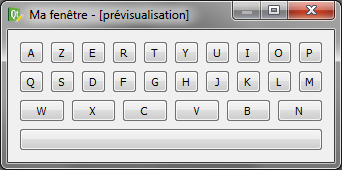 Ma fenêtre - [prévisualisation]
A Z E R T Y U I O P
Q S D F G H J K L M
W X C V B N